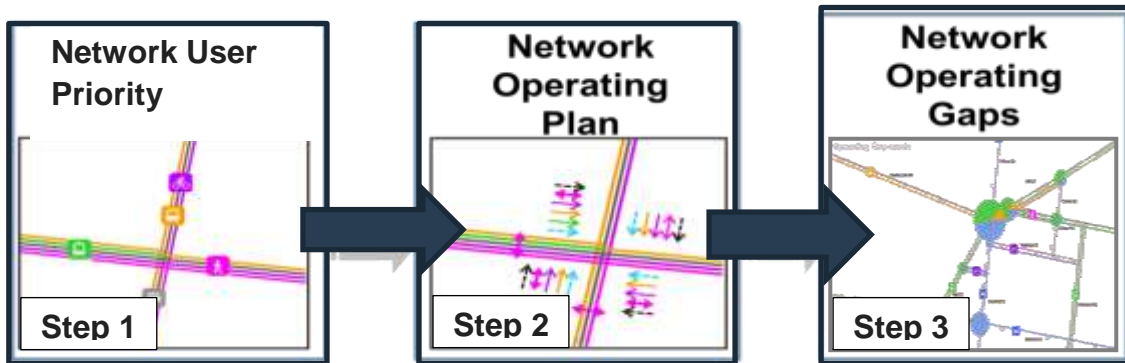 Network User
Priority
Step 1
Network
Operating
Plan
Step 2
Network
Operating
Gaps
Step 3